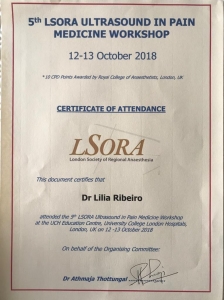 5th LSORA ULTRASOUND IN PAIN
MEDICINE WORKSHOP
12-13 October 2018
* 10 CPD Points Awarded by Royal College of Anaesthetists, London, UK
CERTIFICATE OF ATTENDANCE
LSORA
London Society of Regional Anaesthesia
This document certifies that
Dr Lilia Ribeiro
attended the 9th LSORA Ultrasound in Pain Medicine Workshop
at the UCH Education Centre, University College London Hospitals,
London, UK on 12 -13 October 2018
On behalf of the Organising Committee:
Dr Athmaja Thottungal